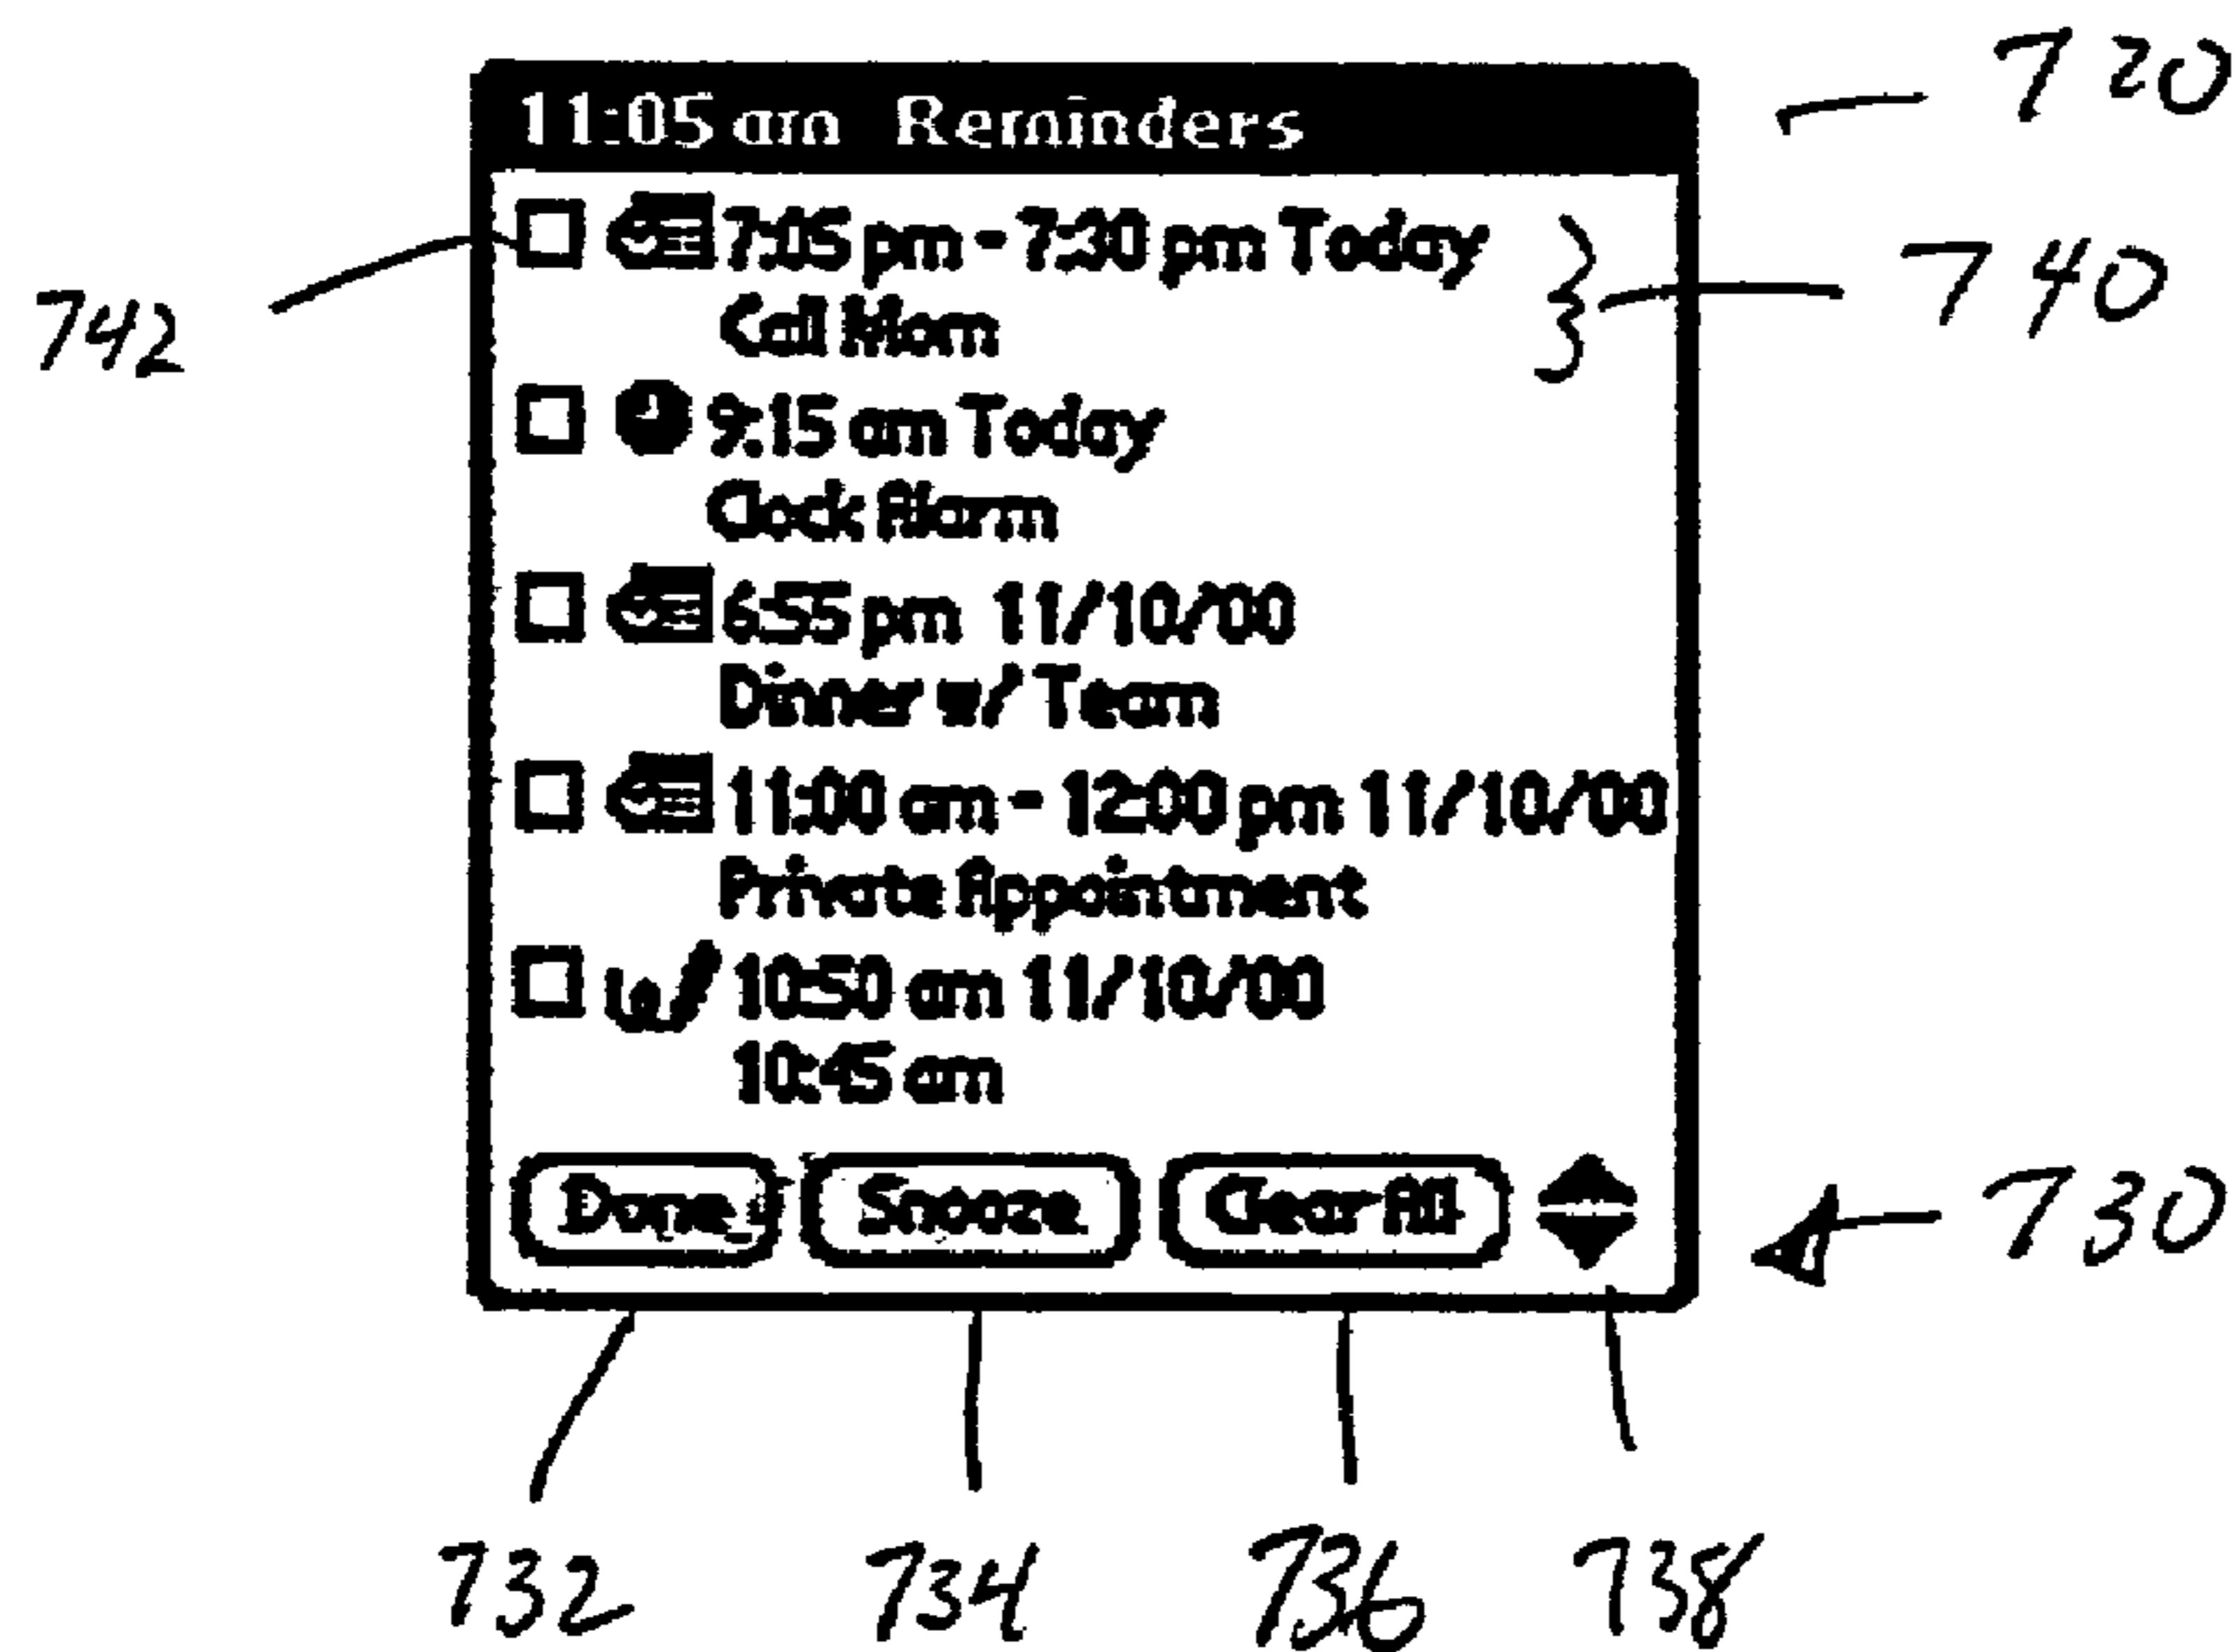 720
11:05 am Reminders
7:05 pm - 7:30 pm Today
740
742
Call Mom
9:15 am Today
Clock Alarm
6:55 pm 11/10/00
Dinner w/ Team
11:00 am - 12:00 pm 11/10/00
Private Appointment
10:50 am 11/10/00
10:45 am
Done Snooze Clear All
730
732 734 736 738